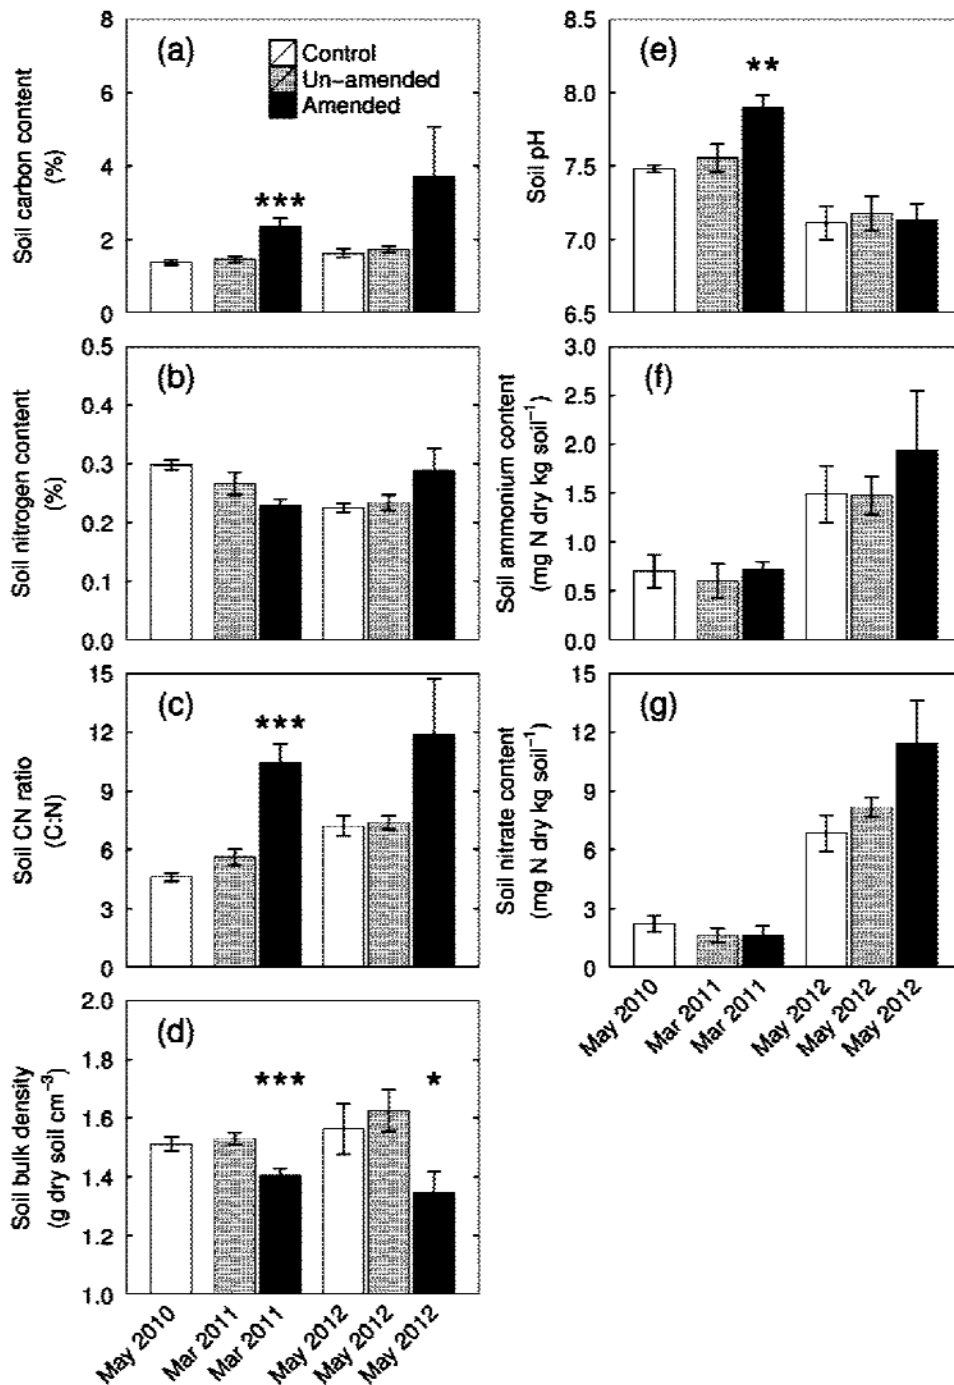 (a)
Control
Un-amended
Amended
Soil carbon content
(%)
8
6
4
2
0
***
(b)
Soil nitrogen content
(%)
0.5
0.4
0.3
0.2
0.1
0.0
(c)
Soil CN ratio
(C:N)
15
12
9
6
3
0
***
(d)
Soil bulk density
(g dry soil cm⁻³)
2.0
1.8
1.6
1.4
1.2
1.0
***
*
May 2010
Mar 2011
Mar 2011
May 2012
May 2012
May 2012
(e)
Soil pH
8.5
8.0
7.5
7.0
6.5
**
(f)
Soil ammonium content
(mg N dry kg soil⁻¹)
3.0
2.5
2.0
1.5
1.0
0.5
0.0
(g)
Soil nitrate content
(mg N dry kg soil⁻¹)
15
12
9
6
3
0
May 2010
Mar 2011
Mar 2011
May 2012
May 2012
May 2012